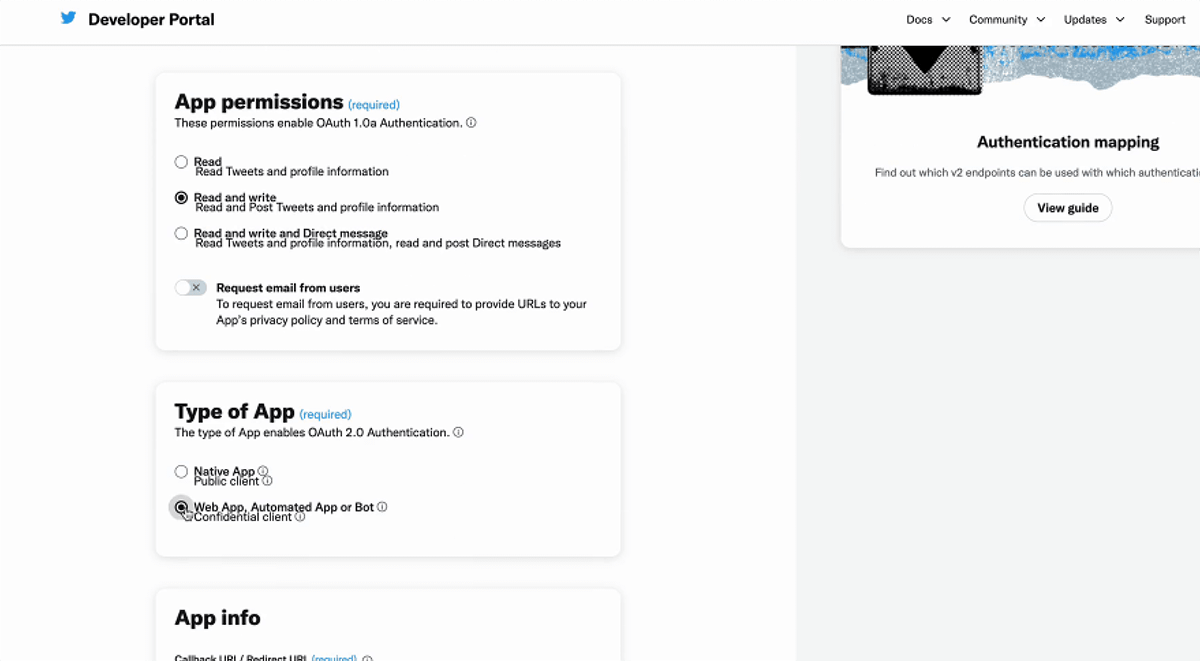 Developer Portal
Docs
Community
Updates
Support
App permissions (required)
These permissions enable OAuth 1.0a Authentication.
Read
Read Tweets and profile information
Read and write
Read and Post Tweets and profile information
Read and write and Direct message
Read Tweets and profile information, read and post Direct messages
Request email from users
To request email from users, you are required to provide URLs to your
App's privacy policy and terms of service.
Type of App (required)
The type of App enables OAuth 2.0 Authentication.
Native App
Public client
Web App, Automated App or Bot
Confidential client
App info
Callback URI / Redirect URL (required)
Authentication mapping
Find out which v2 endpoints can be used with which
View guide